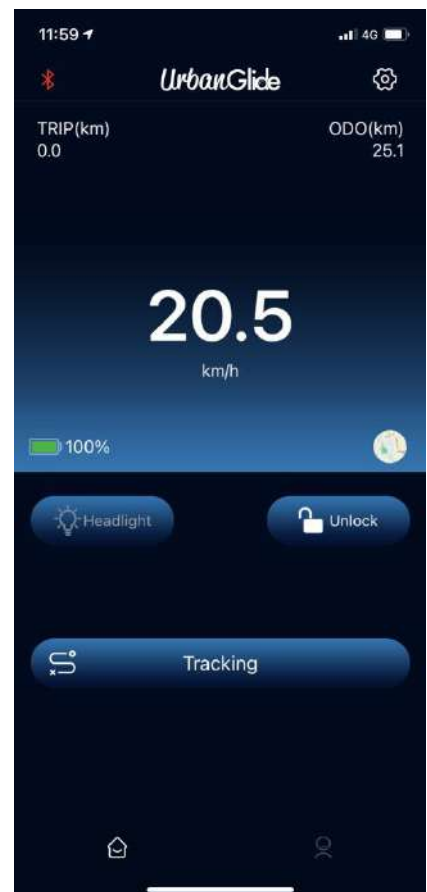 11:59
4G
UrbanGlide
TRIP(km)
0.0
ODO(km)
25.1
20.5
km/h
100%
Headlight
Unlock
Tracking